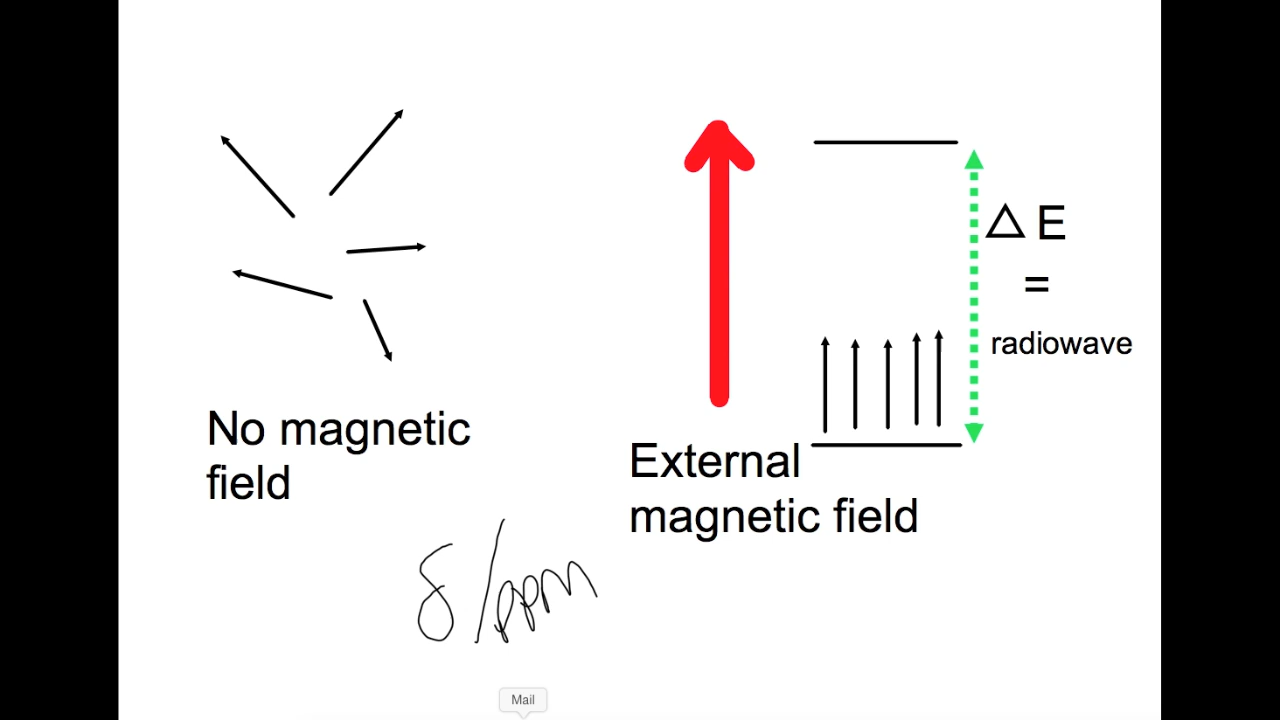 No magnetic
field
External
magnetic field
△ E
=
radiowave
δ/ppm
Mail